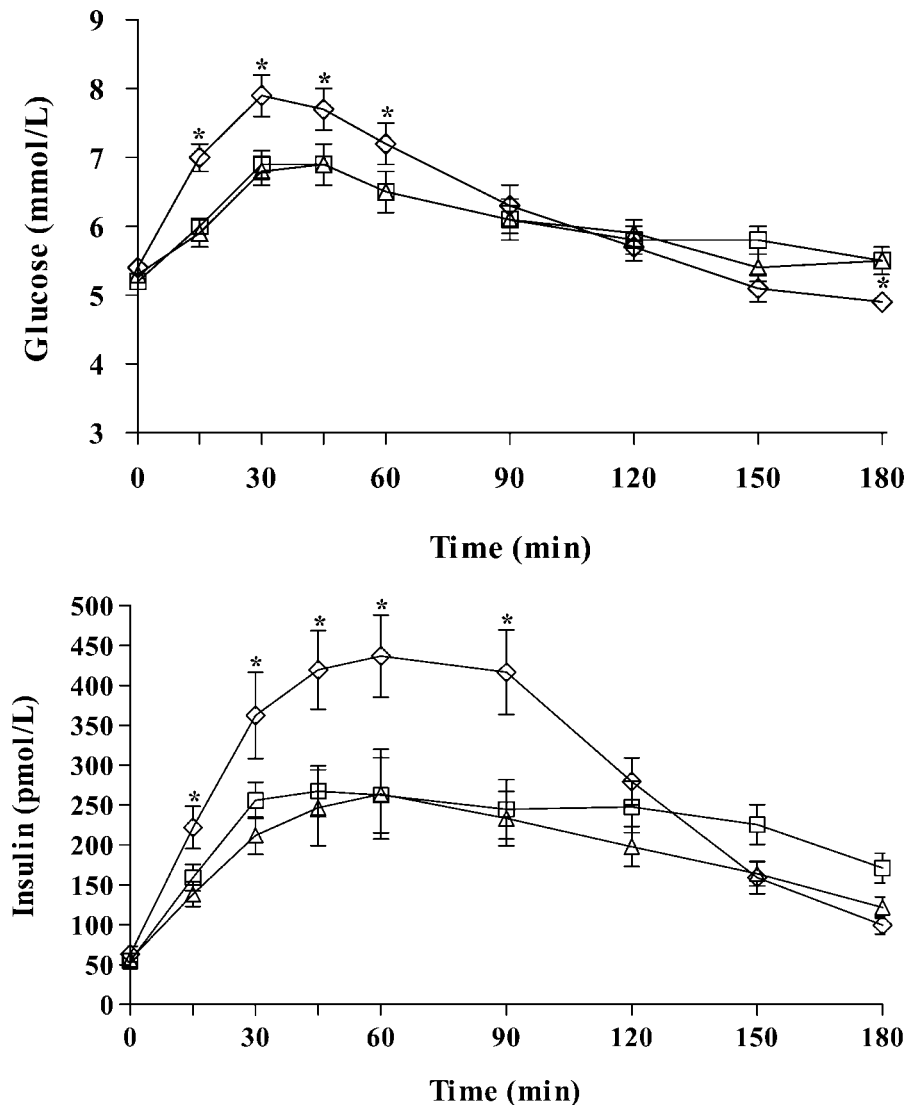 9
8
7
6
5
4
3
Glucose (mmol/L)
* * * * *
0 30 60 90 120 150 180
Time (min)
500
450
400
350
300
250
200
150
100
50
0
Insulin (pmol/L)
* * * * * *
0 30 60 90 120 150 180
Time (min)